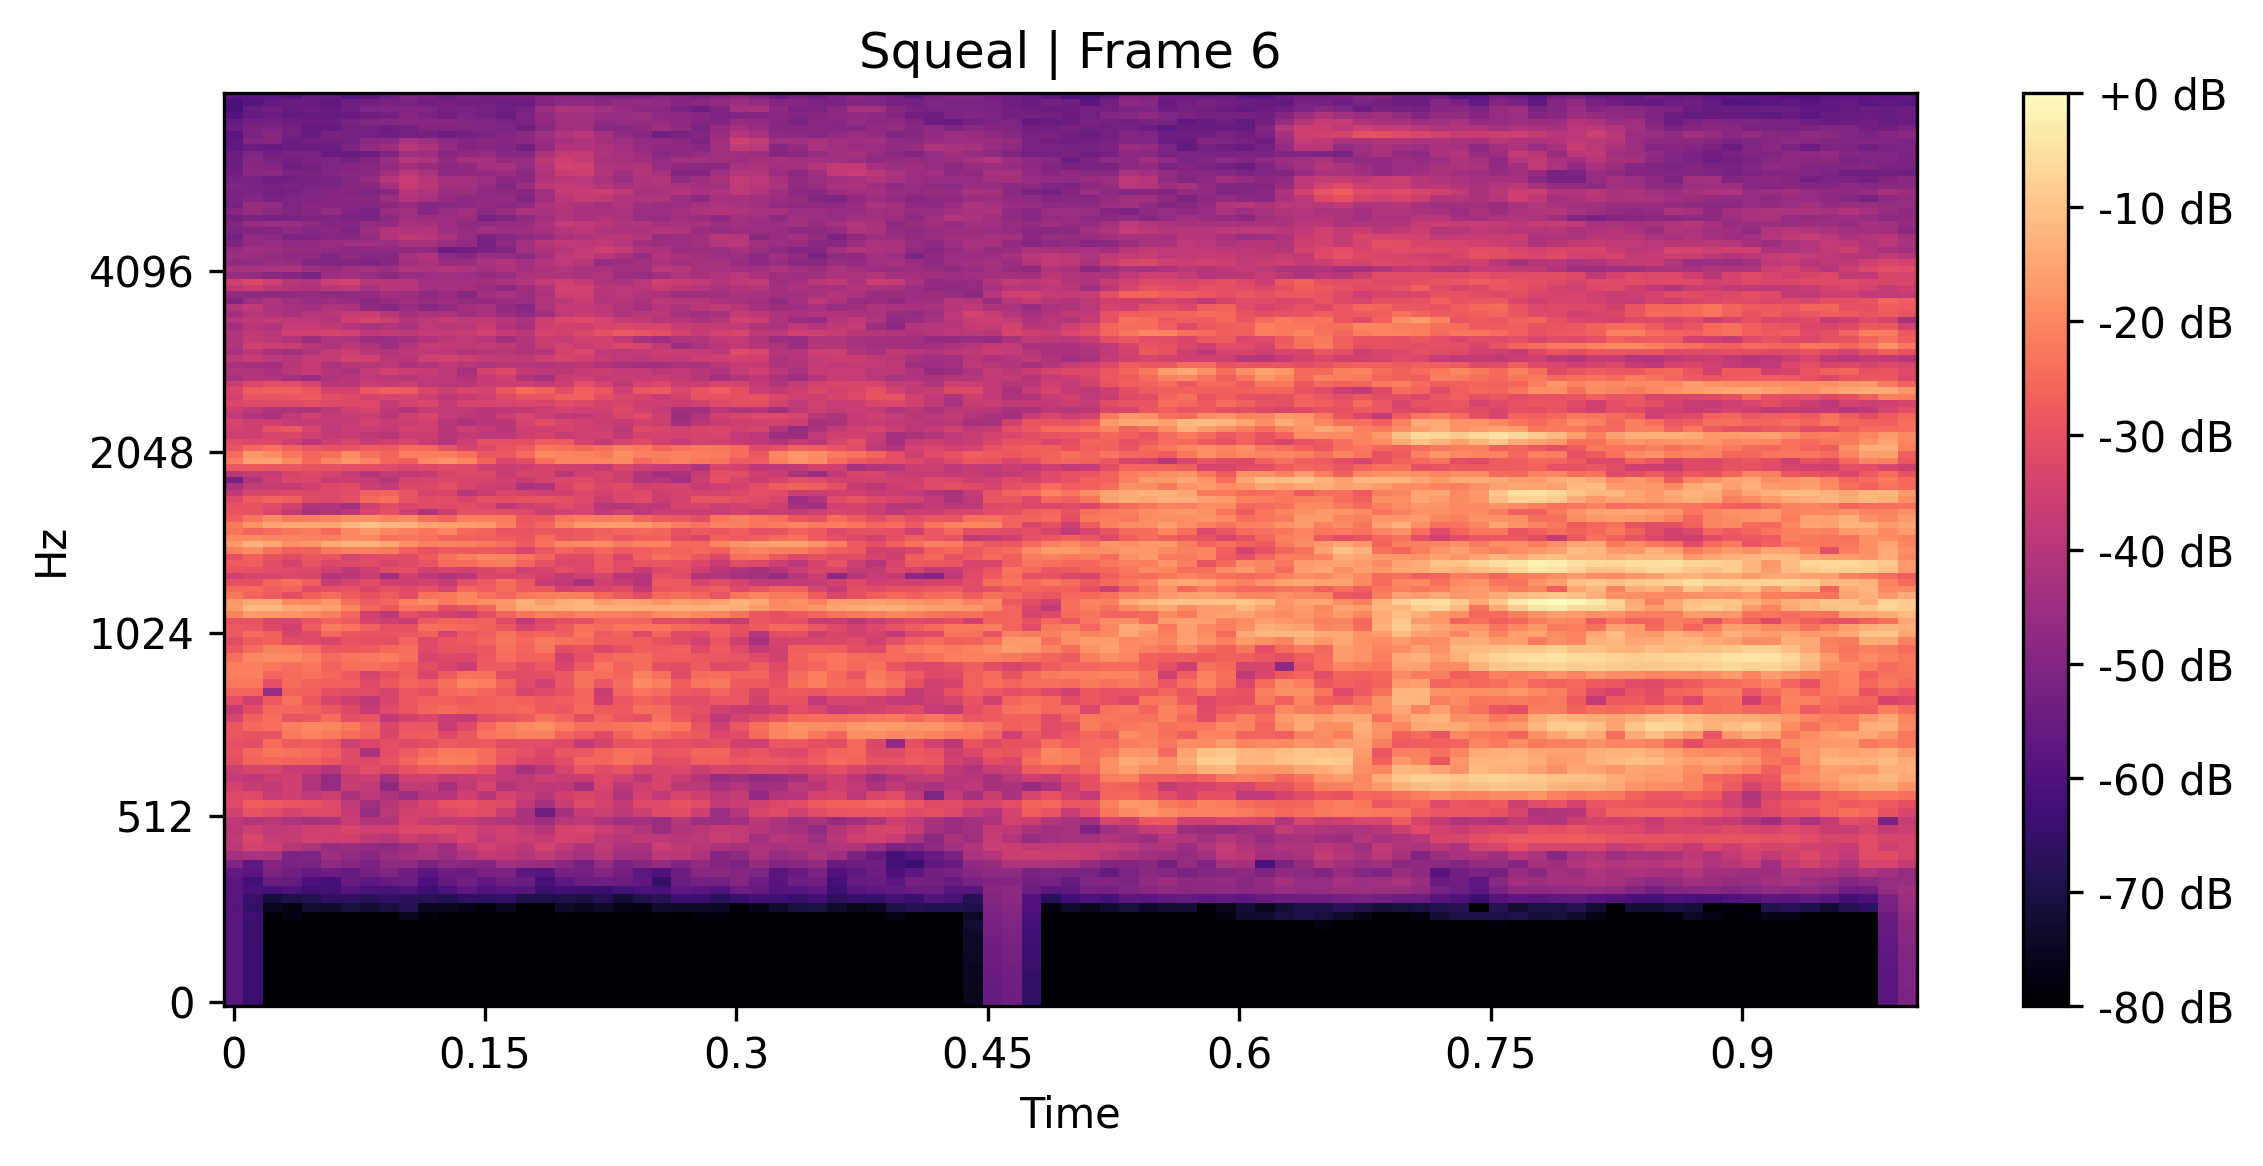 Squeal | Frame 6
+0 dB
-10 dB
-20 dB
-30 dB
-40 dB
-50 dB
-60 dB
-70 dB
-80 dB
Hz
4096
2048
1024
512
0
0 0.15 0.3 0.45 0.6 0.75 0.9
Time